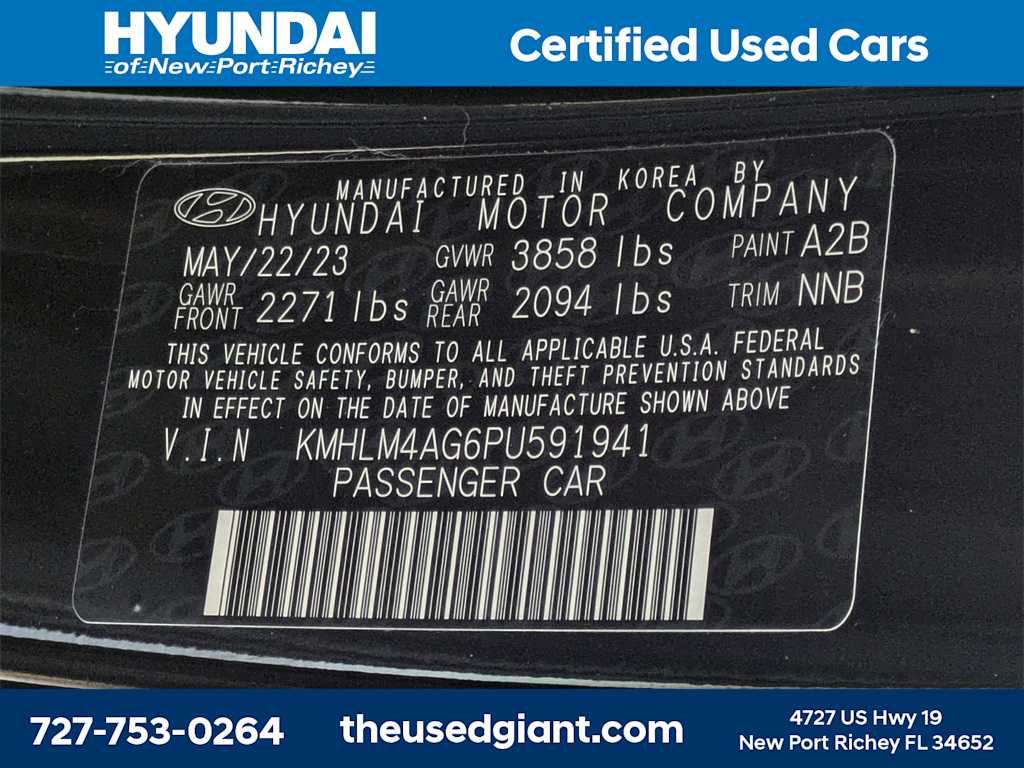 HYUNDAI
of New Port Richey
Certified Used Cars
MANUFACTURED IN KOREA BY
HYUNDAI MOTOR COMPANY
MAY/22/23 GVWR 3858 lbs PAINT A2B
GAWR FRONT 2271 lbs GAWR REAR 2094 lbs TRIM NNB
THIS VEHICLE CONFORMS TO ALL APPLICABLE U.S.A. FEDERAL
MOTOR VEHICLE SAFETY, BUMPER, AND THEFT PREVENTION STANDARDS
IN EFFECT ON THE DATE OF MANUFACTURE SHOWN ABOVE
V.I.N KMHLM4AG6PU591941
PASSENGER CAR
727-753-0264
theusedgiant.com
4727 US Hwy 19
New Port Richey FL 34652